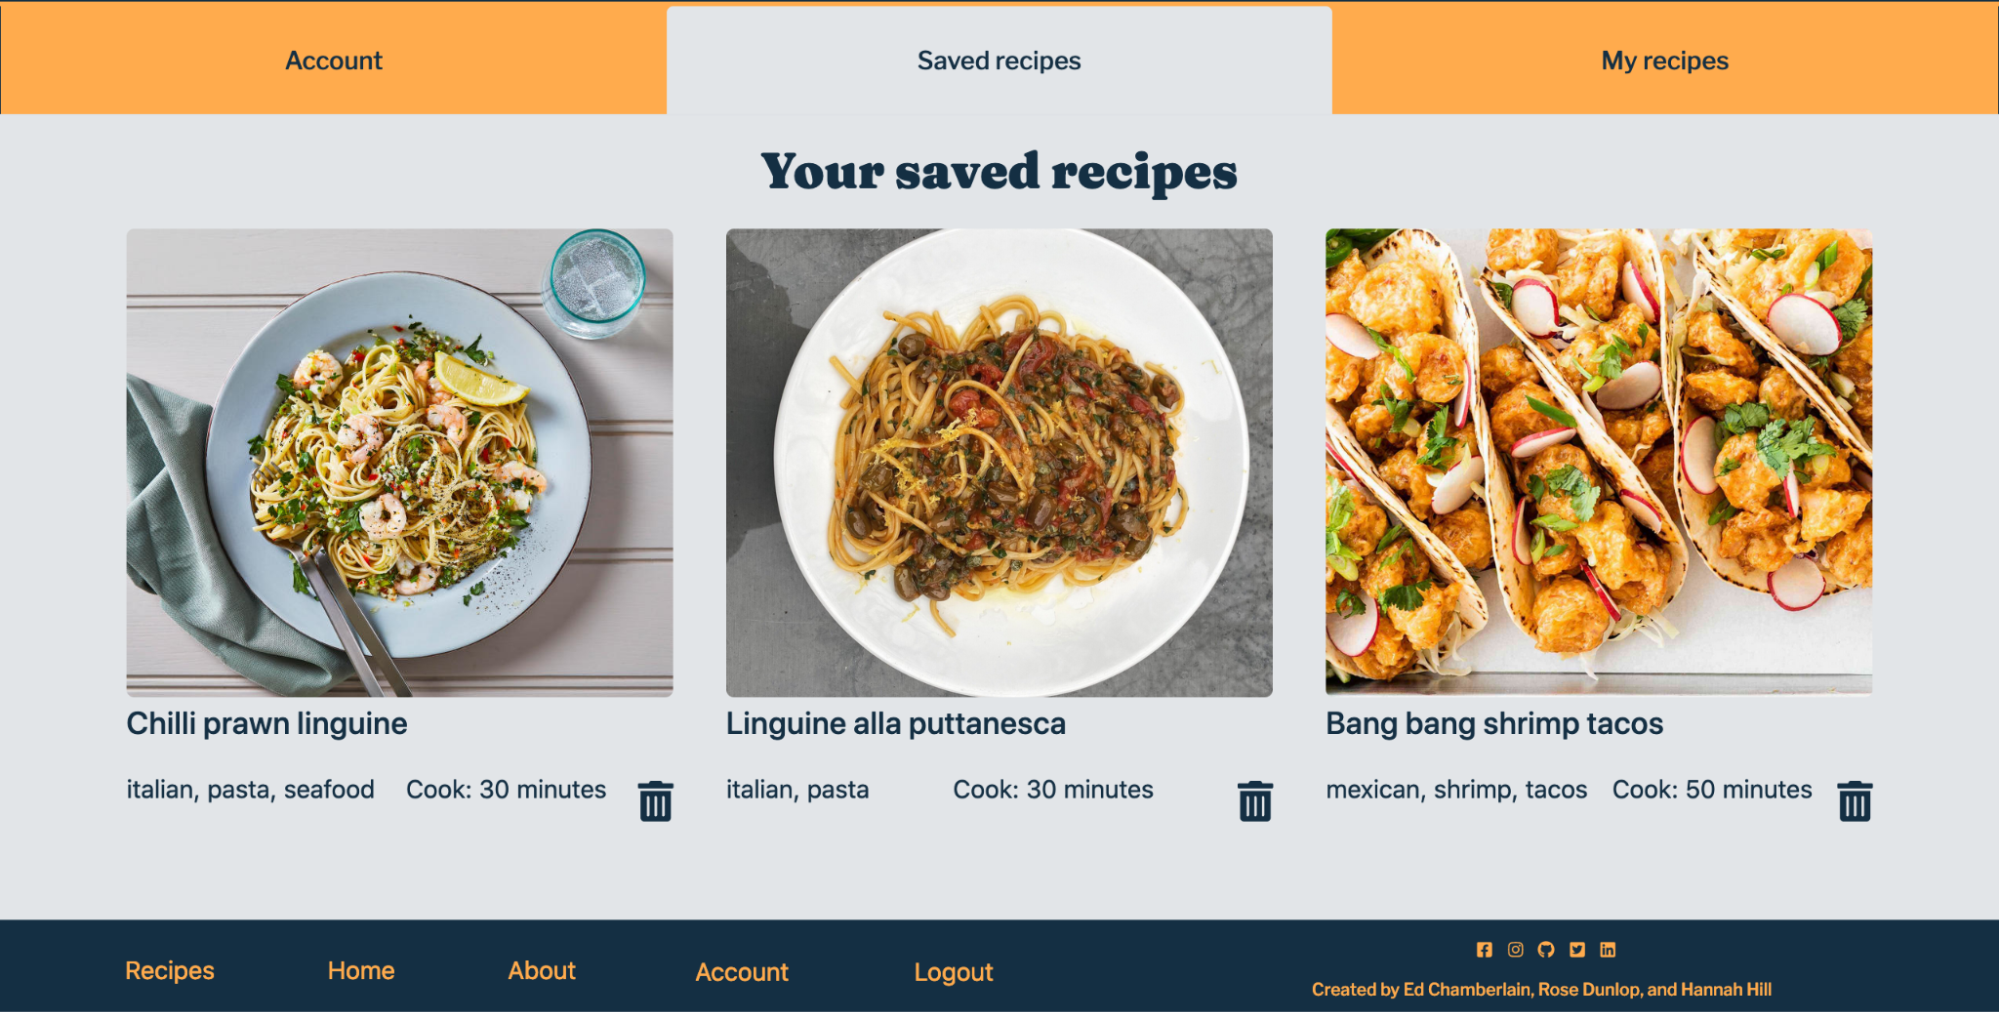 Account
Saved recipes
My recipes
Your saved recipes
Chilli prawn linguine
italian, pasta, seafood
Cook: 30 minutes
Linguine alla puttanesca
italian, pasta
Cook: 30 minutes
Bang bang shrimp tacos
mexican, shrimp, tacos
Cook: 50 minutes
Recipes
Home
About
Account
Logout
Created by Ed Chamberlain, Rose Dunlop, and Hannah Hill